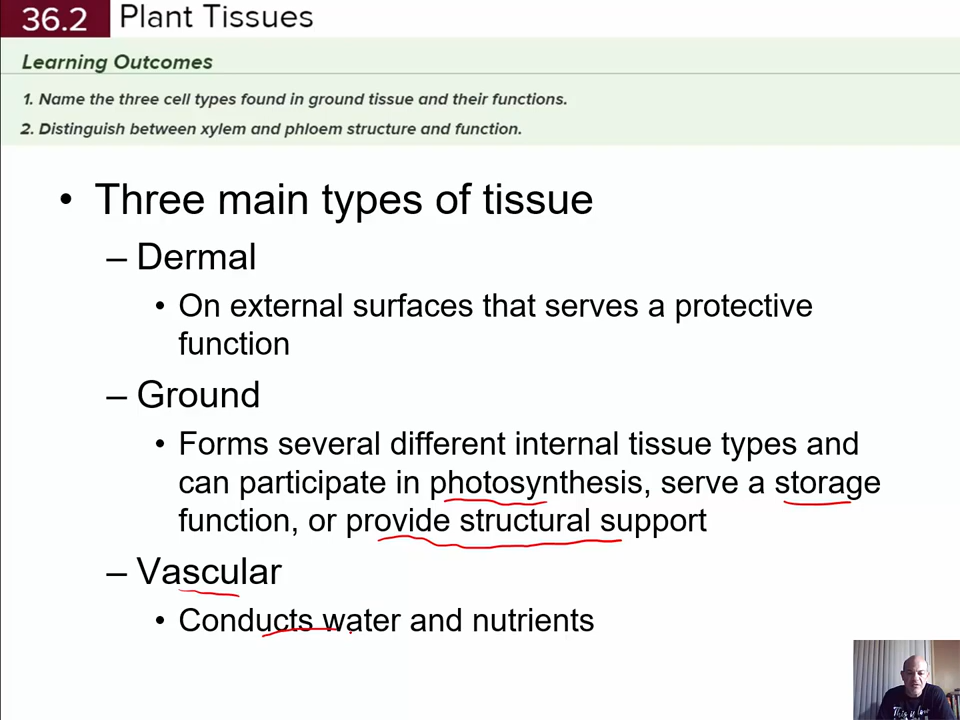 36.2 Plant Tissues
Learning Outcomes
1. Name the three cell types found in ground tissue and their functions.
2. Distinguish between xylem and phloem structure and function.
• Three main types of tissue
– Dermal
• On external surfaces that serves a protective
function
– Ground
• Forms several different internal tissue types and
can participate in photosynthesis, serve a storage
function, or provide structural support
– Vascular
• Conducts water and nutrients